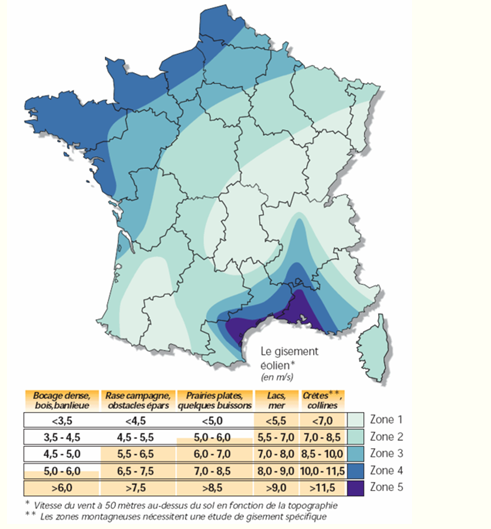 Le gisement
éolien*
(en m/s)
Bocage dense, bois,banlieue | Rase campagne, obstacles épars | Prairies plates, quelques buissons | Lacs, mer | Crêtes**, collines
<3,5 <4,5 <5,0 <5,5 <7,0 Zone 1
3,5 - 4,5 4,5 - 5,5 5,0 - 6,0 5,5 - 7,0 7,0 - 8,5 Zone 2
4,5 - 5,0 5,5 - 6,5 6,0 - 7,0 7,0 - 8,0 8,5 - 10,0 Zone 3
5,0 - 6,0 6,5 - 7,5 7,0 - 8,5 8,0 - 9,0 10,0 - 11,5 Zone 4
>6,0 >7,5 >8,5 >9,0 >11,5 Zone 5
* Vitesse du vent à 50 mètres au-dessus du sol en fonction de la topographie
** Les zones montagneuses nécessitent une étude de gisement spécifique